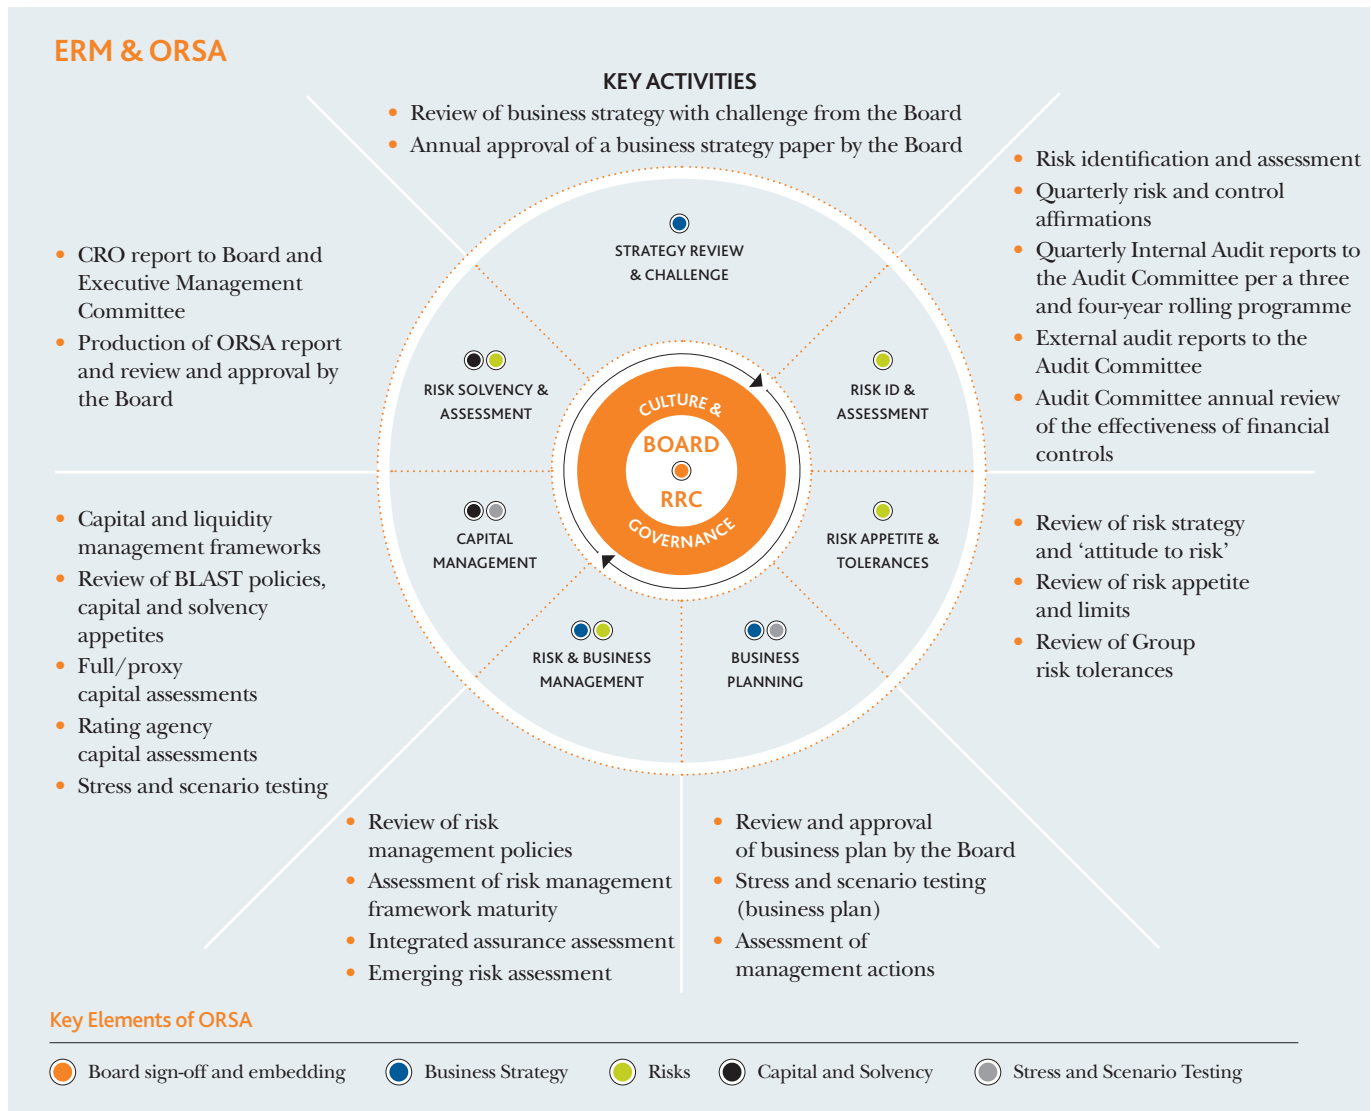 ERM & ORSA
KEY ACTIVITIES
• Review of business strategy with challenge from the Board
• Annual approval of a business strategy paper by the Board
• Risk identification and assessment
• Quarterly risk and control
affirmations
• Quarterly Internal Audit reports to
the Audit Committee per a three
and four-year rolling programme
• External audit reports to the
Audit Committee
• Audit Committee annual review
of the effectiveness of financial
controls
• Review of risk strategy
and ‘attitude to risk’
• Review of risk appetite
and limits
• Review of Group
risk tolerances
• Review and approval
of business plan by the Board
• Stress and scenario testing
(business plan)
• Assessment of
management actions
• Review of risk
management policies
• Assessment of risk management
framework maturity
• Integrated assurance assessment
• Emerging risk assessment
• Capital and liquidity
management frameworks
• Review of BLAST policies,
capital and solvency
appetites
• Full/proxy
capital assessments
• Rating agency
capital assessments
• Stress and scenario testing
• CRO report to Board and
Executive Management
Committee
• Production of ORSA report
and review and approval by
the Board
STRATEGY REVIEW
& CHALLENGE
RISK ID &
ASSESSMENT
RISK APPETITE &
TOLERANCES
BUSINESS
PLANNING
RISK & BUSINESS
MANAGEMENT
CAPITAL
MANAGEMENT
RISK SOLVENCY &
ASSESSMENT
CULTURE &
BOARD
RRC
GOVERNANCE
Key Elements of ORSA
Board sign-off and embedding
Business Strategy
Risks
Capital and Solvency
Stress and Scenario Testing